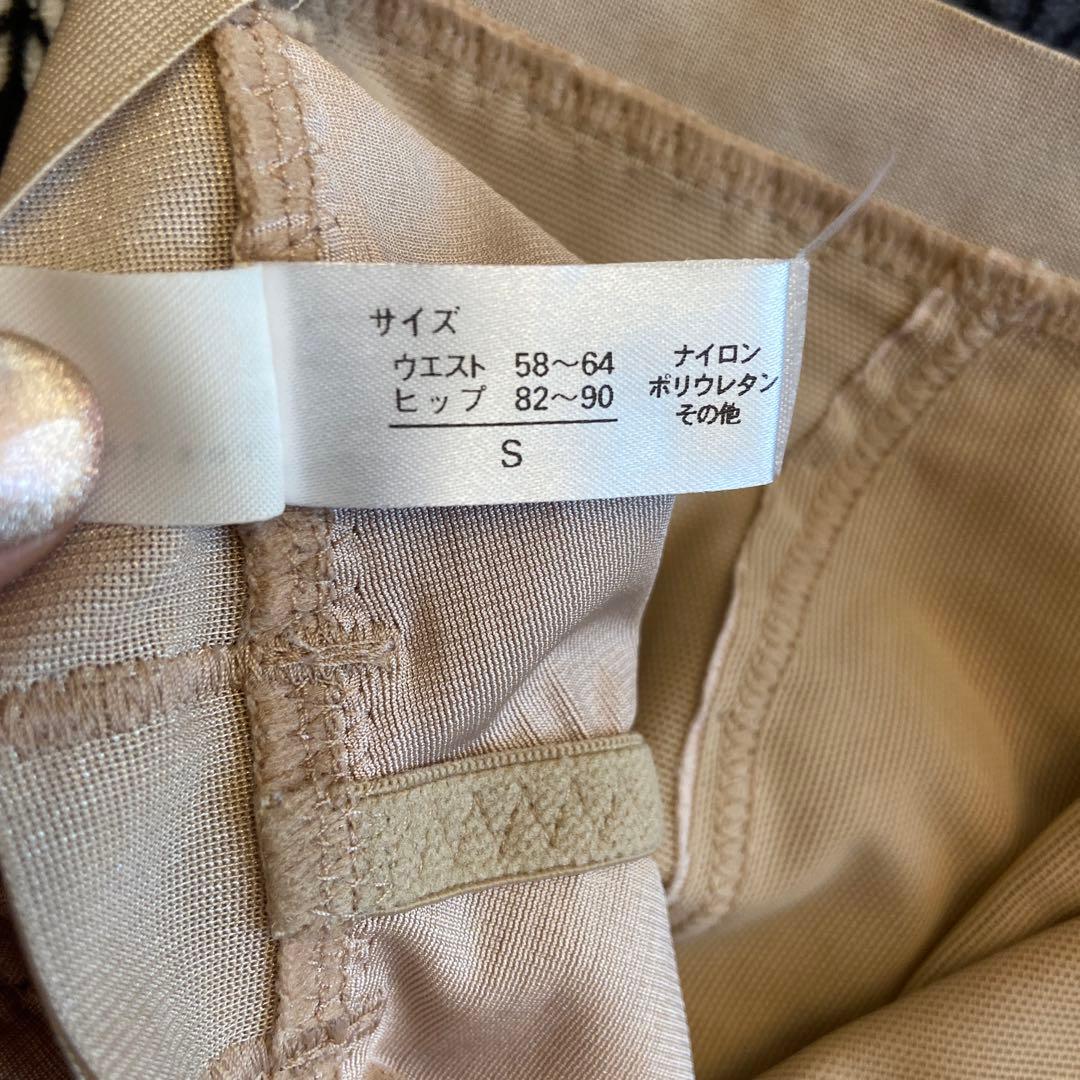 サイズ
ウエスト 58〜64
ヒップ 82〜90
S
ナイロン
ポリウレタン
その他